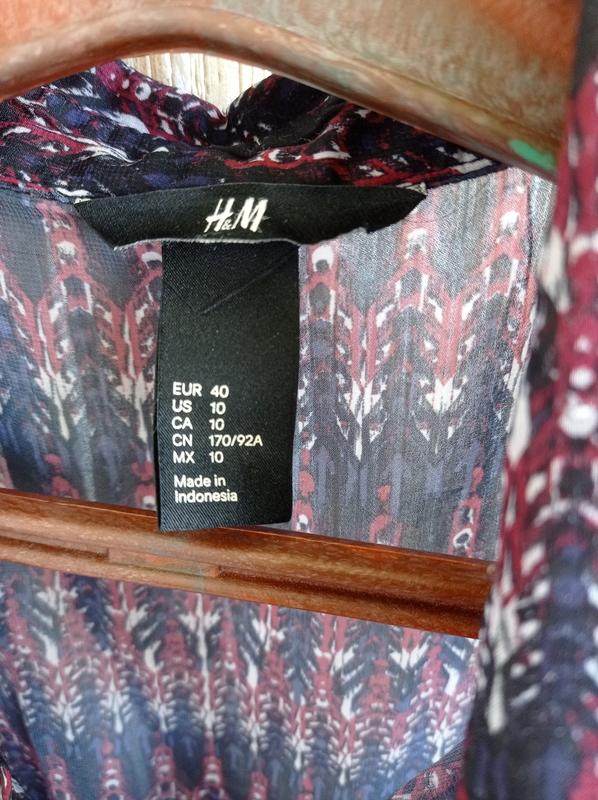 H&M
EUR 40
US 10
CA 10
CN 170/92A
MX 10
Made in
Indonesia